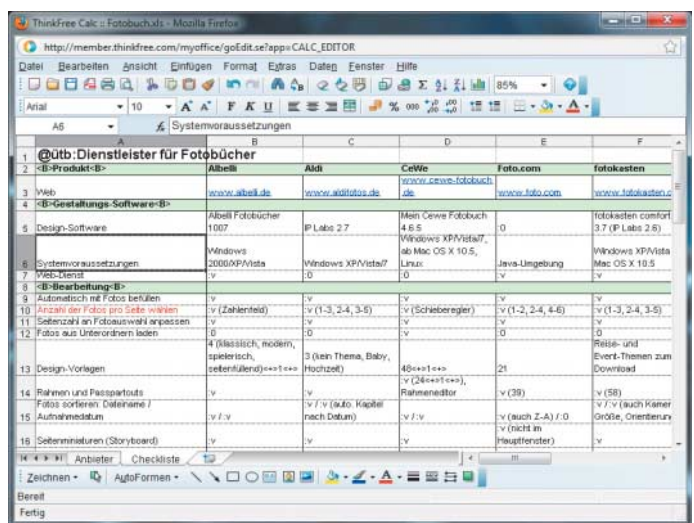 ThinkFree Calc :: Fotobuch.xls - Mozilla Firefox
http://member.thinkfree.com/myoffice/goEdit.se?app=CALC_EDITOR
Datei Bearbeiten Ansicht Einfügen Format Extras Daten Fenster Hilfe
85%
Arial 10 A A F K U % 000
A6 fx Systemvoraussetzungen
A B C D E F
1 @ütb:Dienstleister für Fotobücher
2 <B>Produkt<B> Albelli Aldi CeWe Foto.com fotokasten
www.cewe-fotobuch
3 Web www.albelli.de www.aldifotos.de .de www.foto.com www.fotokasten.c
4 <B>Gestaltungs-Software<B>
Albelli Fotobücher Mein Cewe Fotobuch fotokasten comfort
5 Design-Software 1007 IP Labs 2.7 4.6.5 :0 3.7 (IP Labs 2.6)
Windows XP/Vista/7,
Windows ab Mac OS X 10.5, Windows XP/Vista
6 Systemvoraussetzungen 2000/XP/Vista Windows XP/Vista/7 Linux Java-Umgebung Mac OS X 10.5
7 Web-Dienst :v :0 :0 :v :v
8 <B>Bearbeitung<B>
9 Automatisch mit Fotos befüllen :v :v :v :v :v
10 Anzahl der Fotos pro Seite wählen :v (Zahlenfeld) :v (1-3, 2-4, 3-5) :v (Schieberegler) :v (1-2, 2-4, 4-6) :v (1-3, 2-4, 3-5)
11 Seitenzahl an Fotoauswahl anpassen :v :v :v :v :v
12 Fotos aus Unterordnern laden :0 :0 :v :0 :0
4 (klassisch, modern, Reise- und
spielerisch, 3 (kein Thema, Baby, Event-Themen zum
13 Design-Vorlagen seitenfüllend)<+>1<+> Hochzeit) 48<+>1<+> 21 Download
:v (24<+>1<+>),
14 Rahmen und Passepartouts :v :v Rahmeneditor :v (39) :v (58)
Fotos sortieren: Dateiname / :v / :v (auto. Kapitel :v / :v (auch Kamer
15 Aufnahmedatum :v / :v nach Datum) :v / :v :v (auch Z-A) / :0 Größe, Orientierun
:v (nicht im
16 Seitenminiaturen (Storyboard) :v :v :v Hauptfenster) :v
Anbieter Checkliste
Zeichnen AutoFormen
Bereit
Fertig